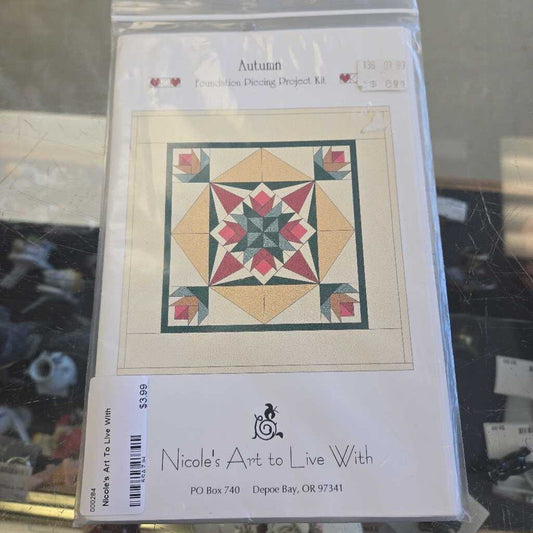 Autumn
Foundation Piecing Project Kit
Nicole's Art to Live With
PO Box 740 Depoe Bay, OR 97341
$3.99
Nicole's Art To Live With
000284